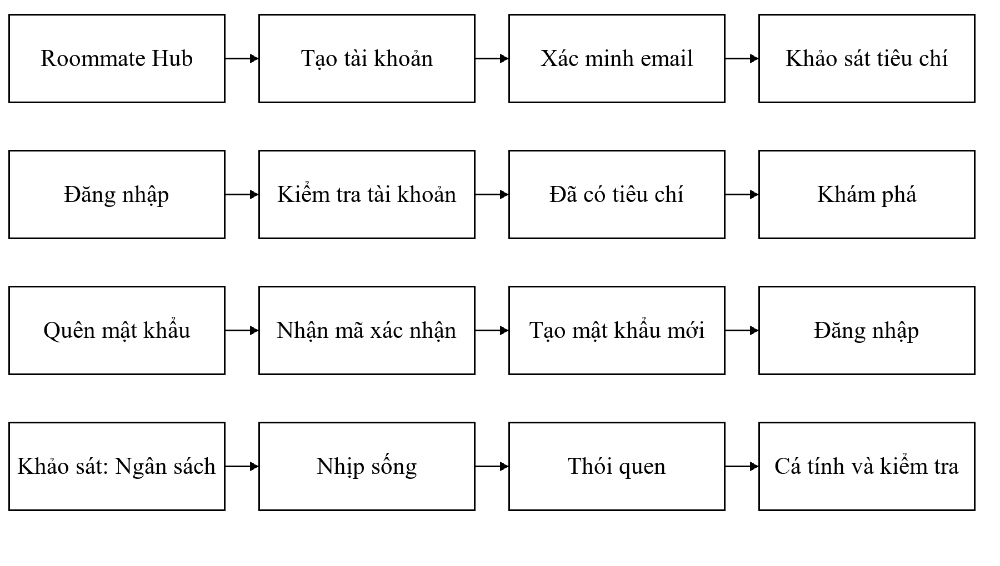 Roommate Hub
Tạo tài khoản
Xác minh email
Khảo sát tiêu chí
Đăng nhập
Kiểm tra tài khoản
Đã có tiêu chí
Khám phá
Quên mật khẩu
Nhận mã xác nhận
Tạo mật khẩu mới
Đăng nhập
Khảo sát: Ngân sách
Nhịp sống
Thói quen
Cá tính và kiểm tra